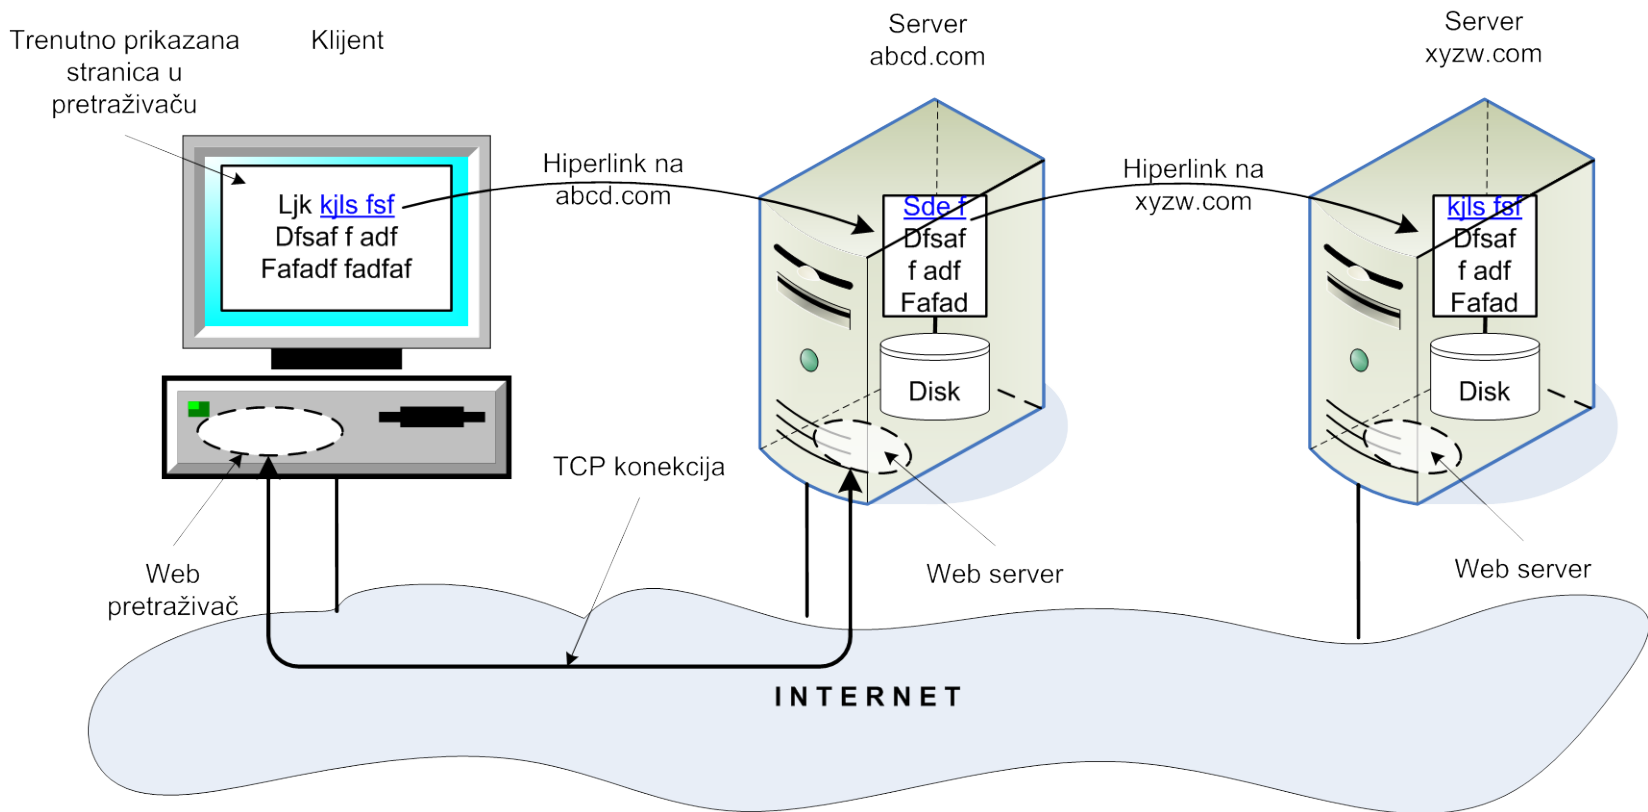 Trenutno prikazana
stranica u
pretraživaču
Klijent
Server
abcd.com
Server
xyzw.com
Hiperlink na
abcd.com
Hiperlink na
xyzw.com
Ljk kjls fsf
Dfsaf f adf
Fafadf fadfaf
Sde f
Dfsaf
f adf
Fafad
Disk
kjls fsf
Dfsaf
f adf
Fafad
Disk
TCP konekcija
Web
pretraživač
Web server
Web server
INTERNET